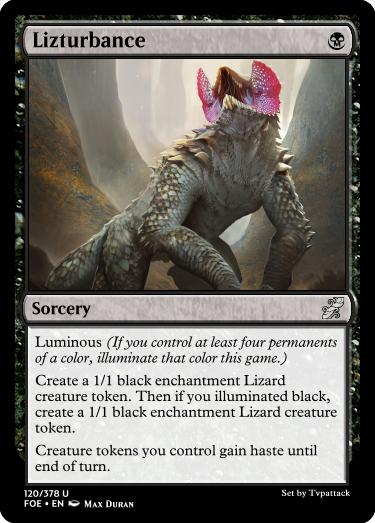 Lizturbance
Sorcery
Luminous (If you control at least four permanents
of a color, illuminate that color this game.)
Create a 1/1 black enchantment Lizard
creature token. Then if you illuminated black,
create a 1/1 black enchantment Lizard creature
token.
Creature tokens you control gain haste until
end of turn.
120/378 U
FOE • EN Max Duran
Set by Tvpattack